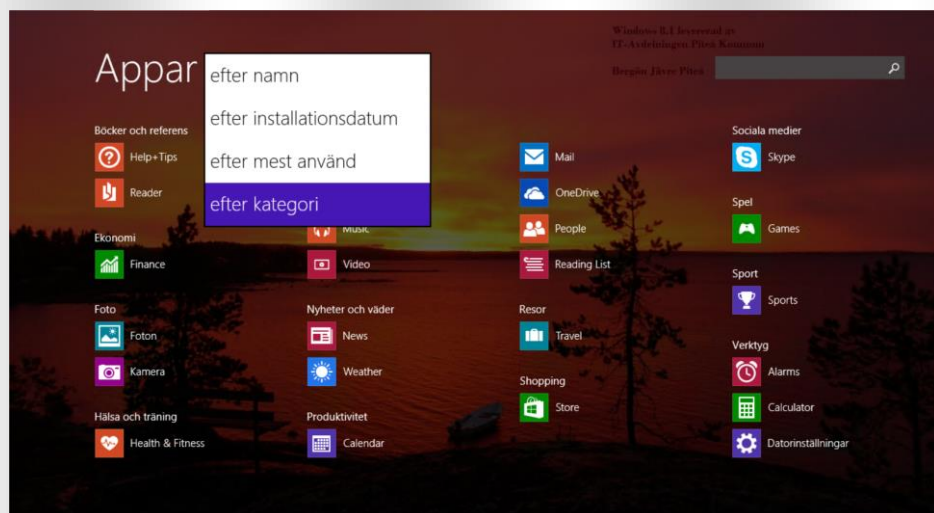 Windows 8.1 levererad av
IT-Avdelningen Piteå Kommun
Bergön Jävre Piteå
Appar
efter namn
efter installationsdatum
efter mest använd
efter kategori
Böcker och referens
Help+Tips
Reader
Ekonomi
Finance
Foto
Foton
Kamera
Hälsa och träning
Health & Fitness
Music
Video
Nyheter och väder
News
Weather
Produktivitet
Calendar
Mail
OneDrive
People
Reading List
Resor
Travel
Shopping
Store
Sociala medier
Skype
Spel
Games
Sport
Sports
Verktyg
Alarms
Calculator
Datorinställningar